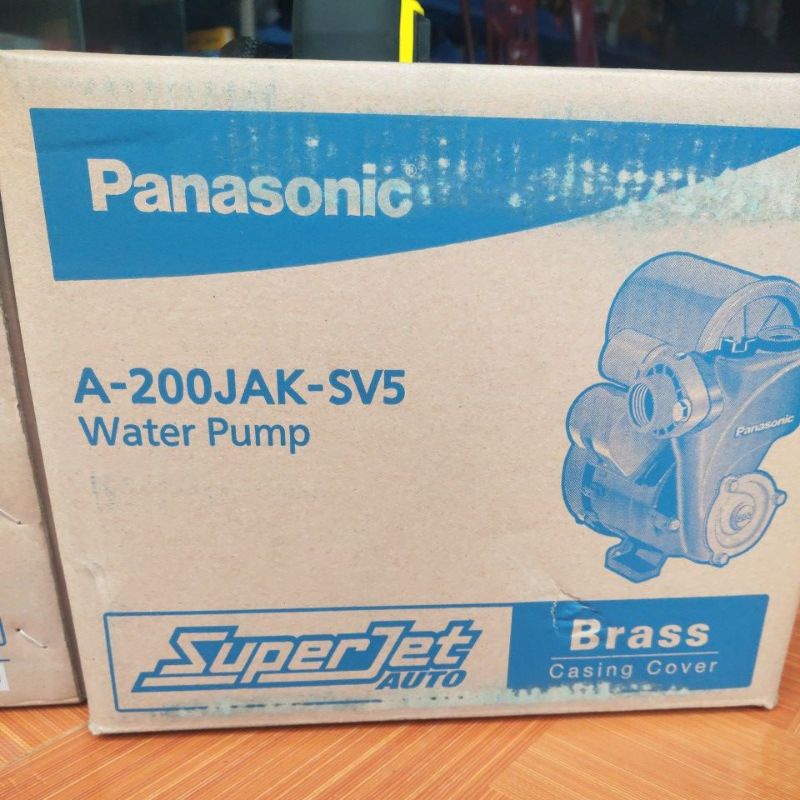 Panasonic
A-200JAK-SV5
Water Pump
Panasonic
SuperJet
AUTO
Brass
Casing Cover